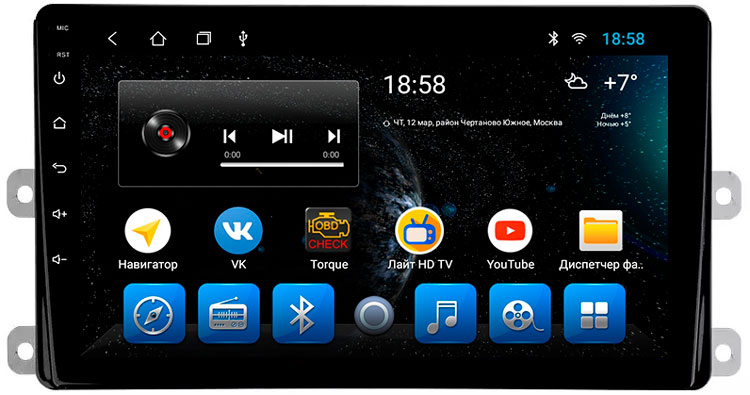 MIC
18:58
RST
18:58
+7°
ЧТ, 12 мар, район Чертаново Южное, Москва
Днём +8°
Ночью +5°
0:00
0:00
OBD
CHECK
Навигатор
VK
Torque
Лайт HD TV
YouTube
Диспетчер фа..